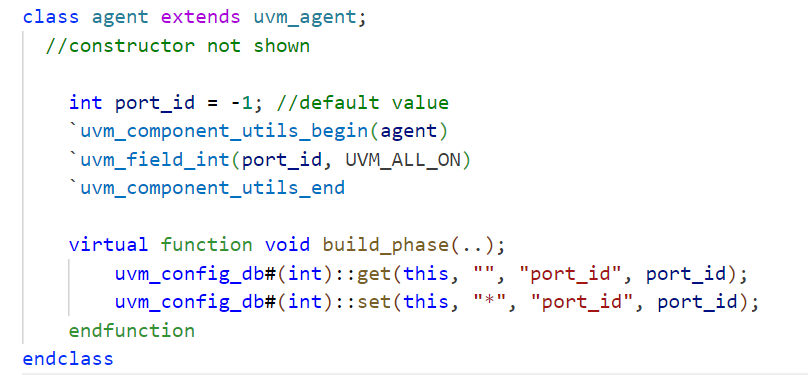 class agent extends uvm_agent;
//constructor not shown
int port_id = -1; //default value
`uvm_component_utils_begin(agent)
`uvm_field_int(port_id, UVM_ALL_ON)
`uvm_component_utils_end
virtual function void build_phase(..);
uvm_config_db#(int)::get(this, "", "port_id", port_id);
uvm_config_db#(int)::set(this, "*", "port_id", port_id);
endfunction
endclass